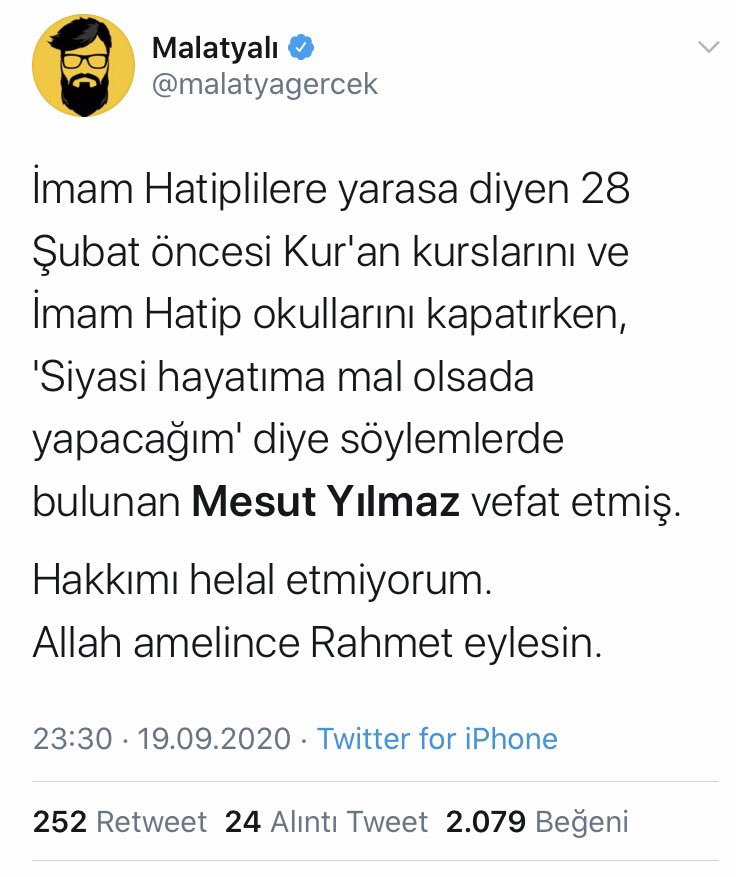 Malatyalı
@malatyagercek
İmam Hatiplilere yarasa diyen 28
Şubat öncesi Kur'an kurslarını ve
İmam Hatip okullarını kapatırken,
'Siyasi hayatıma mal olsada
yapacağım' diye söylemlerde
bulunan Mesut Yılmaz vefat etmiş.
Hakkımı helal etmiyorum.
Allah amelince Rahmet eylesin.
23:30 · 19.09.2020 · Twitter for iPhone
252 Retweet 24 Alıntı Tweet 2.079 Beğeni